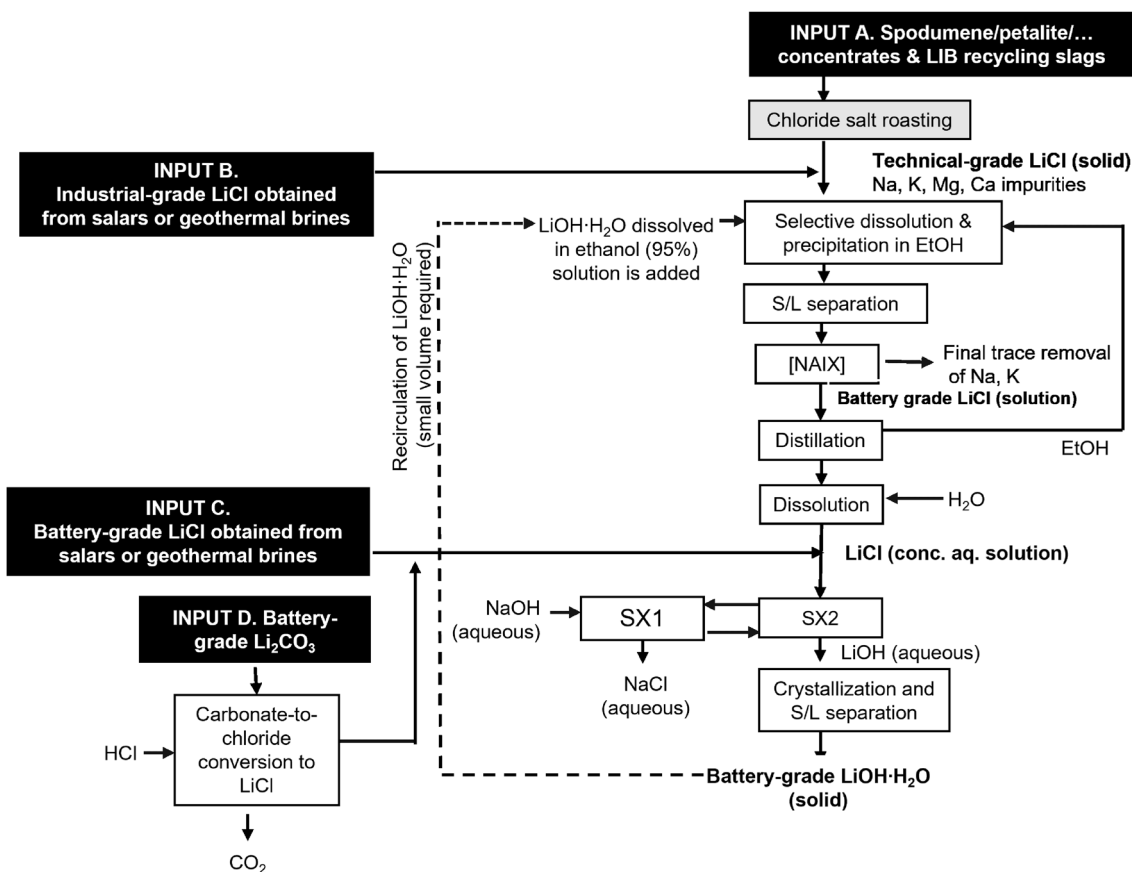 INPUT A. Spodumene/petalite/…
concentrates & LIB recycling slags
Chloride salt roasting
INPUT B.
Industrial-grade LiCl obtained
from salars or geothermal brines
Technical-grade LiCl (solid)
Na, K, Mg, Ca impurities
LiOH·H₂O dissolved
in ethanol (95%)
solution is added
Selective dissolution &
precipitation in EtOH
Recirculation of LiOH·H₂O
(small volume required)
S/L separation
[NAIX]
Final trace removal
of Na, K
Battery grade LiCl (solution)
Distillation
EtOH
Dissolution
H₂O
INPUT C.
Battery-grade LiCl obtained from
salars or geothermal brines
LiCl (conc. aq. solution)
NaOH
(aqueous)
SX1
SX2
NaCl
(aqueous)
LiOH (aqueous)
INPUT D. Battery-
grade Li₂CO₃
Crystallization and
S/L separation
HCl
Carbonate-to-
chloride
conversion to
LiCl
CO₂
Battery-grade LiOH·H₂O
(solid)